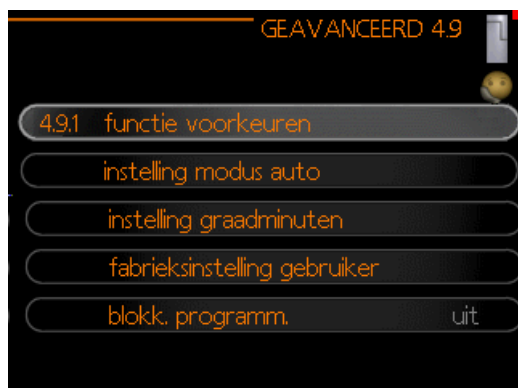 GEAVANCEERD 4.9
4.9.1 functie voorkeuren
instelling modus auto
instelling graadminuten
fabrieksinstelling gebruiker
blokk. programm. uit